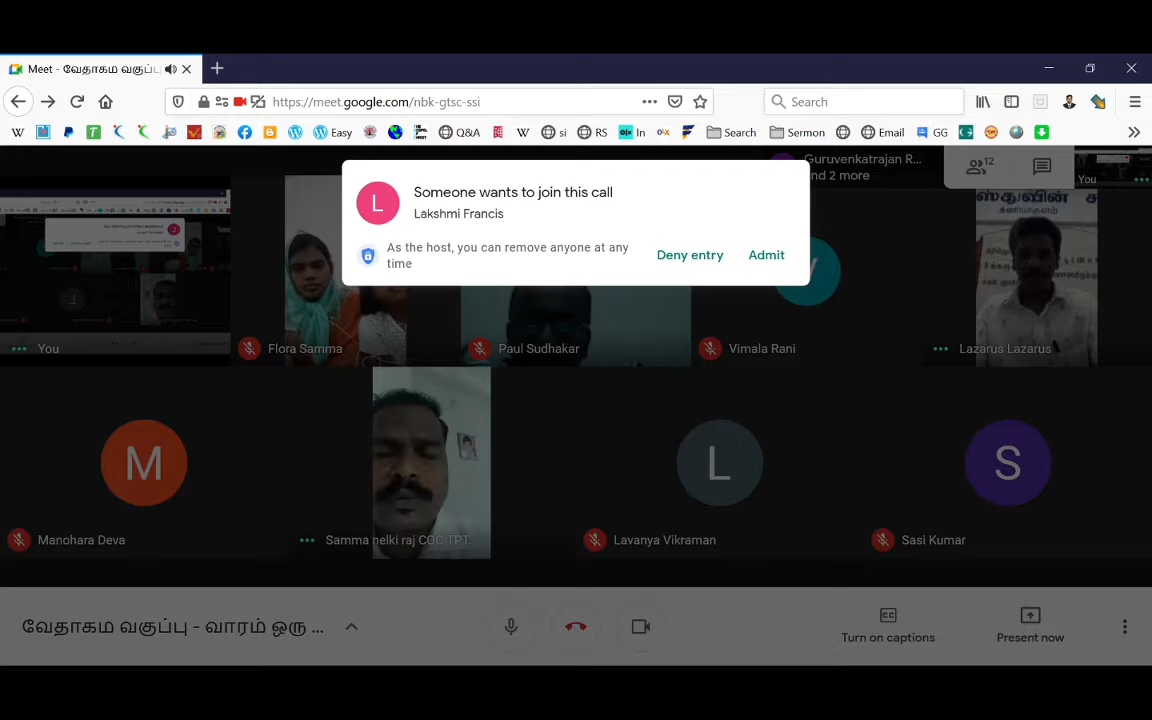 Meet - வேதாகம வகுப்பு
https://meet.google.com/nbk-gtsc-ssi
Search
Easy
Q&A
si
RS
In
Search
Sermon
Email
GG
Someone wants to join this call
L
Lakshmi Francis
As the host, you can remove anyone at any
time
Deny entry
Admit
Guruvenkatrajan R...
nd 2 more
12
You
கன்னியாகுளம்
You
Flora Samma
Paul Sudhakar
Vimala Rani
Lazarus Lazarus
M
L
S
Manohara Deva
Samma nelki raj COC TPT.
Lavanya Vikraman
Sasi Kumar
வேதாகம வகுப்பு - வாரம் ஒரு ...
Turn on captions
Present now